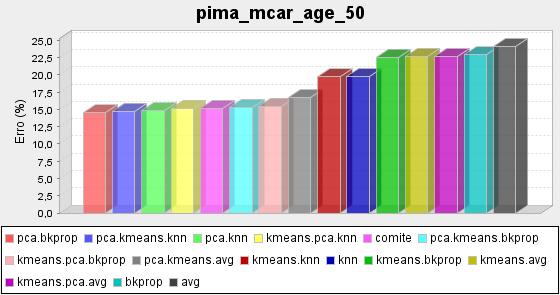 pima_mcar_age_50
Erro (%)
25,0
22,5
20,0
17,5
15,0
12,5
10,0
7,5
5,0
2,5
0,0
pca.bkprop pca.kmeans.knn pca.knn kmeans.pca.knn comite pca.kmeans.bkprop
kmeans.pca.bkprop pca.kmeans.avg kmeans.knn knn kmeans.bkprop kmeans.avg
kmeans.pca.avg bkprop avg